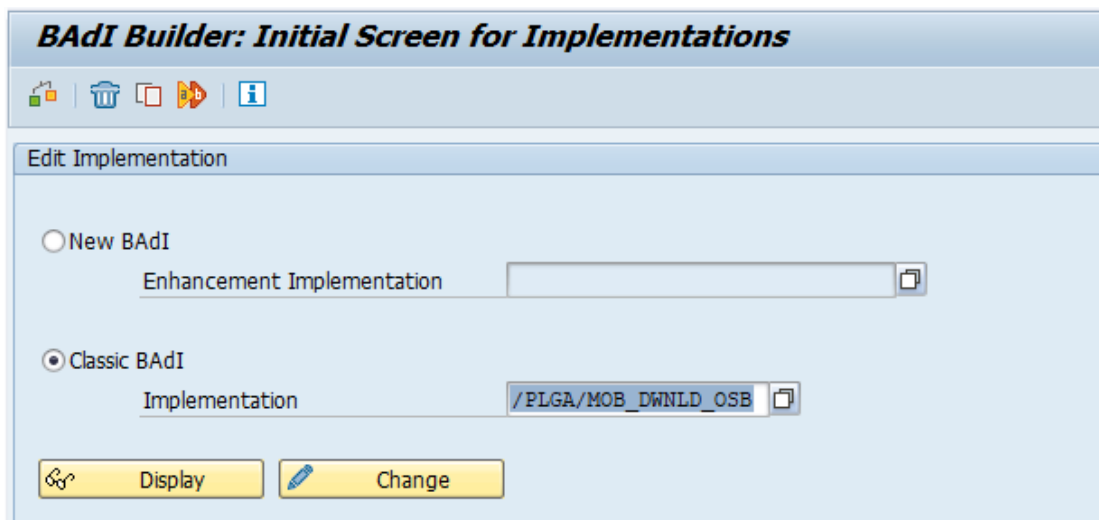 BAdI Builder: Initial Screen for Implementations
Edit Implementation
New BAdI
Enhancement Implementation
Classic BAdI
Implementation /PLGA/MOB_DWNLD_OSB
Display Change